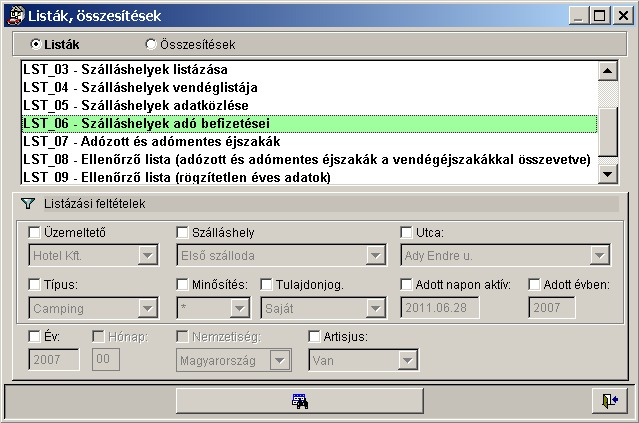 Listák, összesítések
Listák Összesítések
LST_03 - Szálláshelyek listázása
LST_04 - Szálláshelyek vendéglistája
LST_05 - Szálláshelyek adatközlése
LST_06 - Szálláshelyek adó befizetései
LST_07 - Adózott és adómentes éjszakák
LST_08 - Ellenőrző lista (adózott és adómentes éjszakák a vendégéjszakákkal összevetve)
LST_09 - Ellenőrző lista (rögzítetlen éves adatok)
Listázási feltételek
Üzemeltető Szálláshely Utca:
Hotel Kft. Első szálloda Ady Endre u.
Típus: Minősítés: Tulajdonjog. Adott napon aktív: Adott évben:
Camping * Saját 2011.06.28 2007
Év: Hónap: Nemzetiség: Artisjus:
2007 00 Magyarország Van